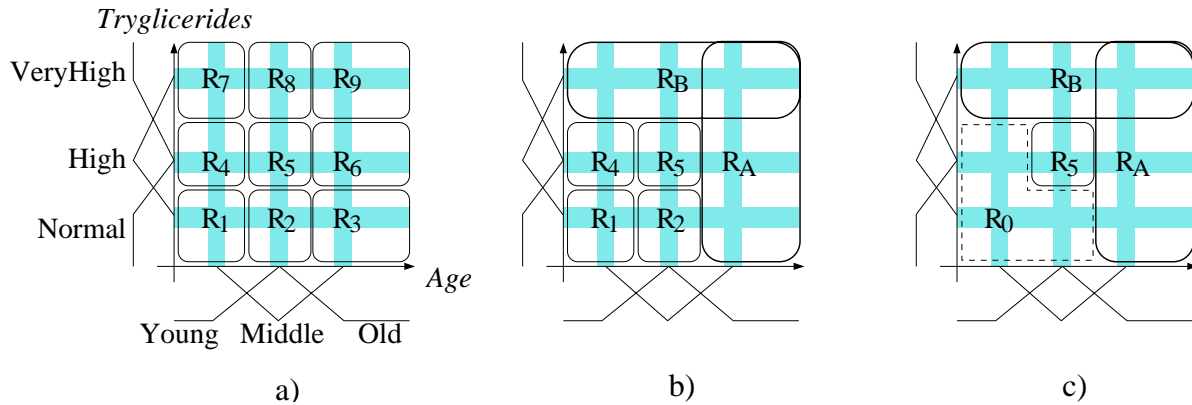 Tryglicerides
VeryHigh
High
Normal
R7 R8 R9
R4 R5 R6
R1 R2 R3
Age
Young Middle Old
a)
RB
R4 R5 RA
R1 R2
b)
RB
R5 RA
R0
c)